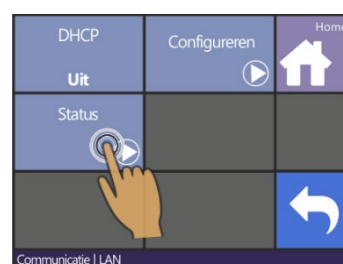 DHCP
Uit
Configureren
Home
Status
Communicatie | LAN